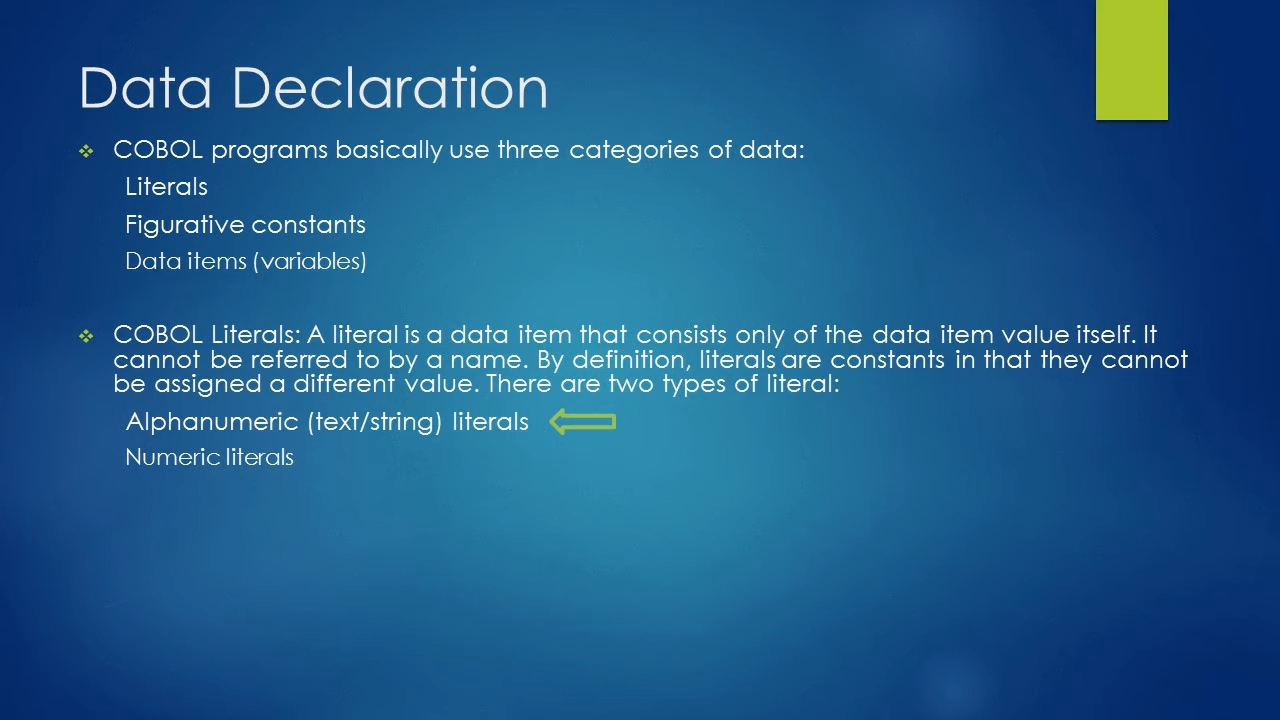 Data Declaration
COBOL programs basically use three categories of data:
Literals
Figurative constants
Data items (variables)
COBOL Literals: A literal is a data item that consists only of the data item value itself. It
cannot be referred to by a name. By definition, literals are constants in that they cannot
be assigned a different value. There are two types of literal:
Alphanumeric (text/string) literals
Numeric literals